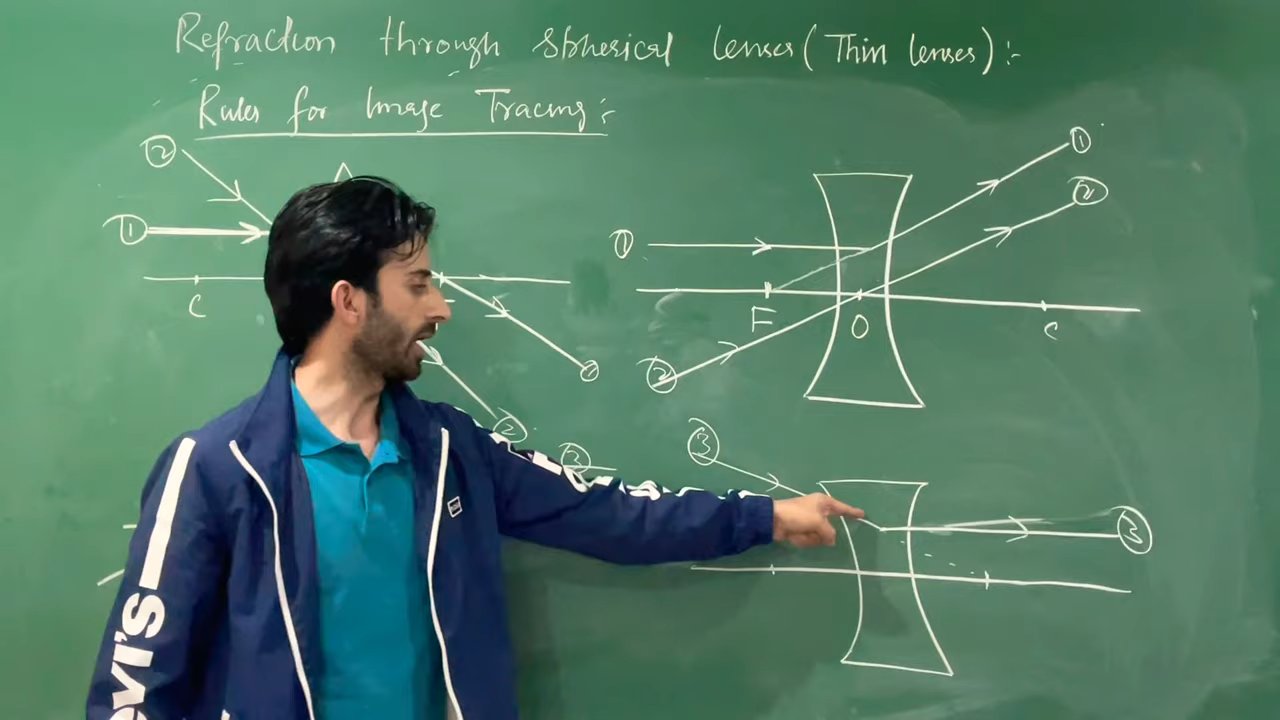 Refraction through Spherical lenses (Thin lenses) :-
Rules for Image Tracing :-
2
1
C
2
1
2
1
F
O
C
2
3
3
3
Levi's